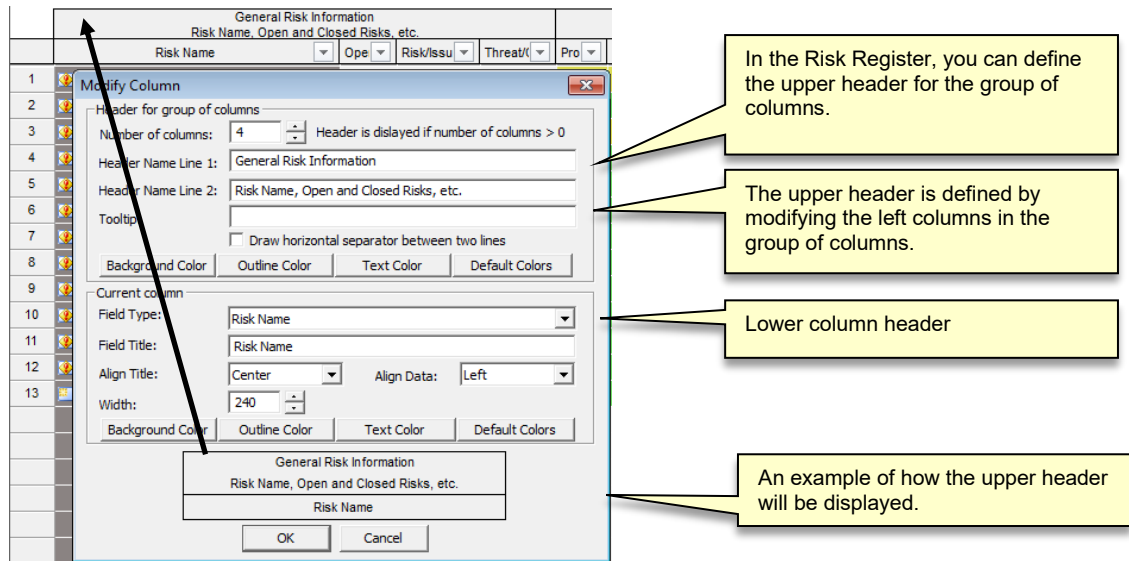 General Risk Information
Risk Name, Open and Closed Risks, etc.
Risk Name Ope Risk/Issu Threat/( Pro
1
2
3
4
5
6
7
8
9
10
11
12
13
Modify Column
Header for group of columns
Number of columns: 4 Header is dislayed if number of columns > 0
Header Name Line 1: General Risk Information
Header Name Line 2: Risk Name, Open and Closed Risks, etc.
Tooltip
Draw horizontal separator between two lines
Background Color Outline Color Text Color Default Colors
Current column
Field Type: Risk Name
Field Title: Risk Name
Align Title: Center Align Data: Left
Width: 240
Background Color Outline Color Text Color Default Colors
General Risk Information
Risk Name, Open and Closed Risks, etc.
Risk Name
OK Cancel
In the Risk Register, you can define
the upper header for the group of
columns.
The upper header is defined by
modifying the left columns in the
group of columns.
Lower column header
An example of how the upper header
will be displayed.